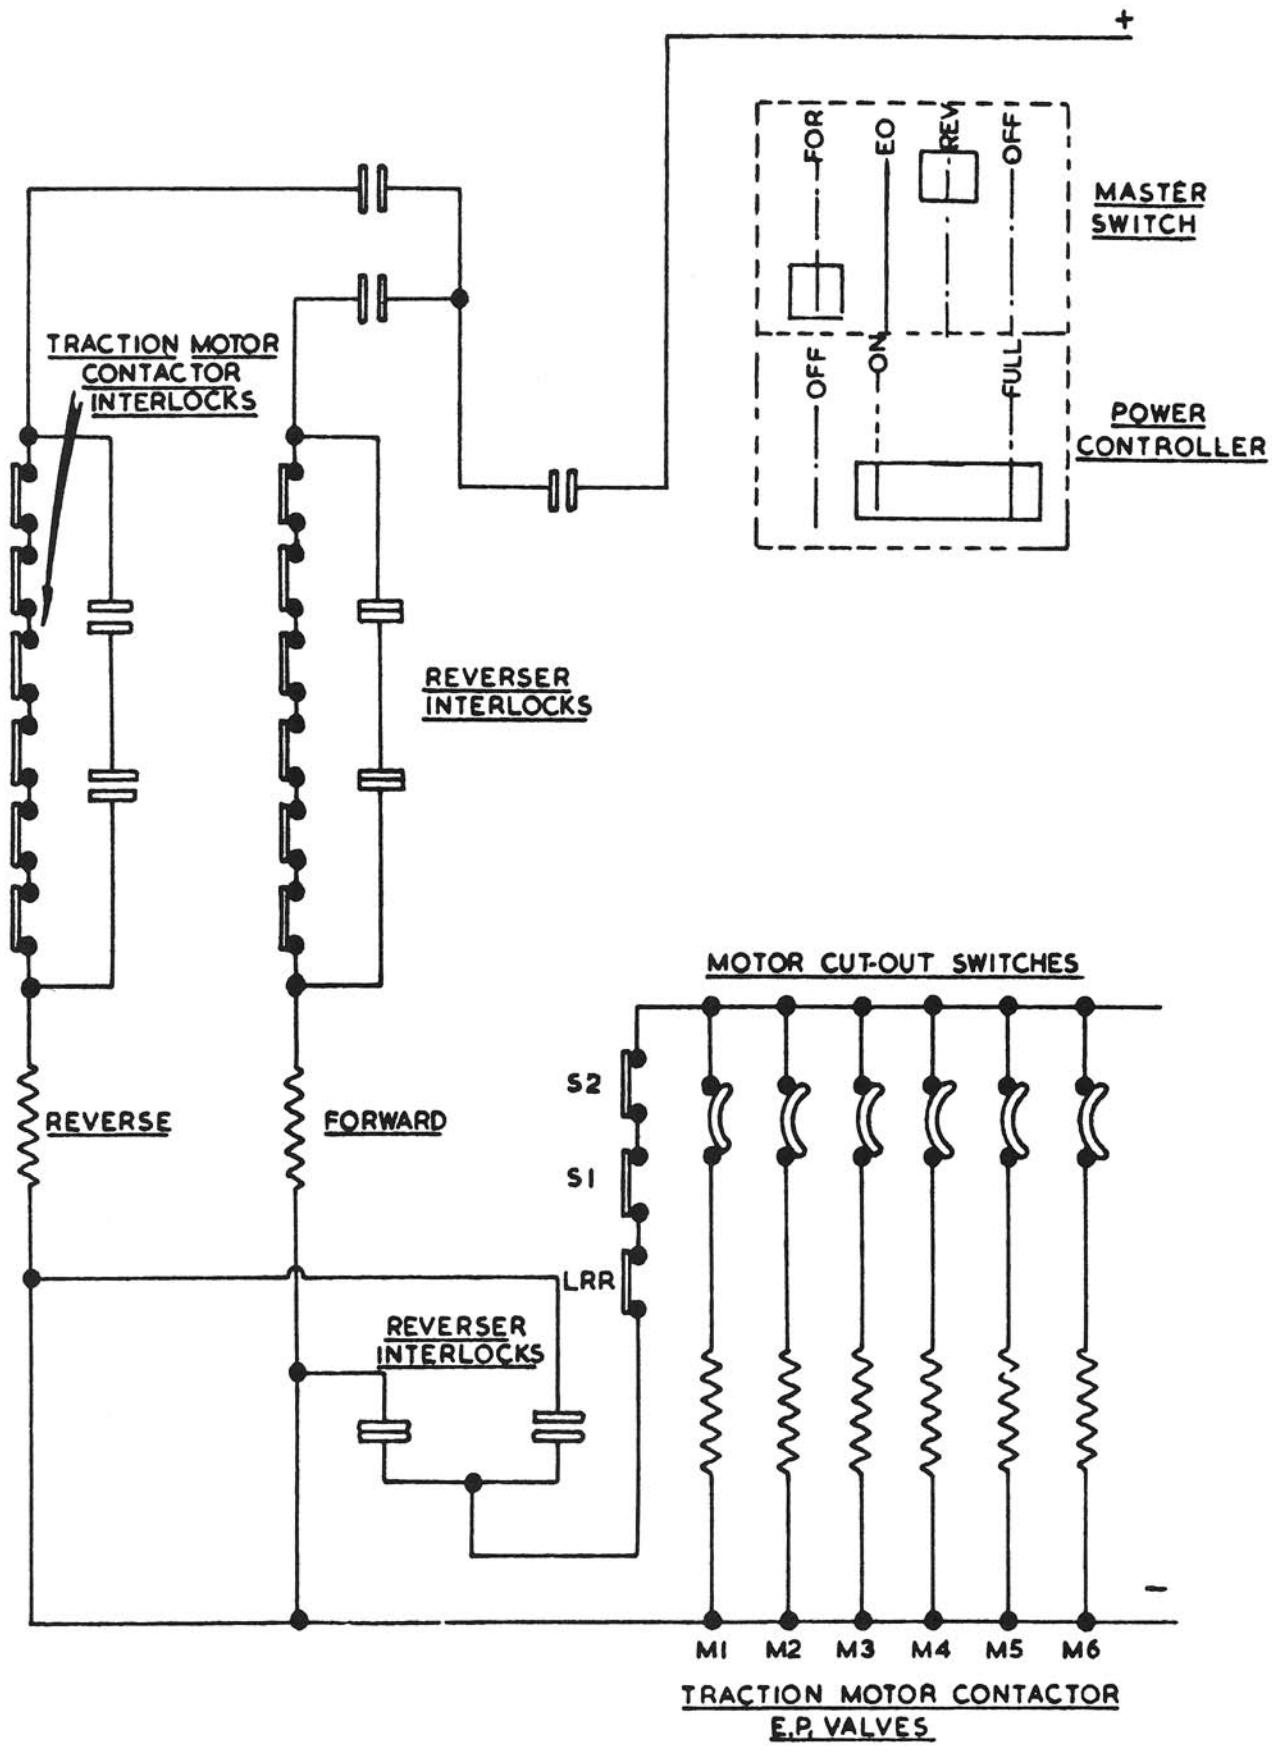 +
FOR
EO
REV
OFF
MASTER
SWITCH
OFF
ON
FULL
POWER
CONTROLLER
TRACTION MOTOR
CONTACTOR
INTERLOCKS
REVERSER
INTERLOCKS
MOTOR CUT-OUT SWITCHES
REVERSE
FORWARD
S2
S1
LRR
REVERSER
INTERLOCKS
-
M1 M2 M3 M4 M5 M6
TRACTION MOTOR CONTACTOR
E.P. VALVES